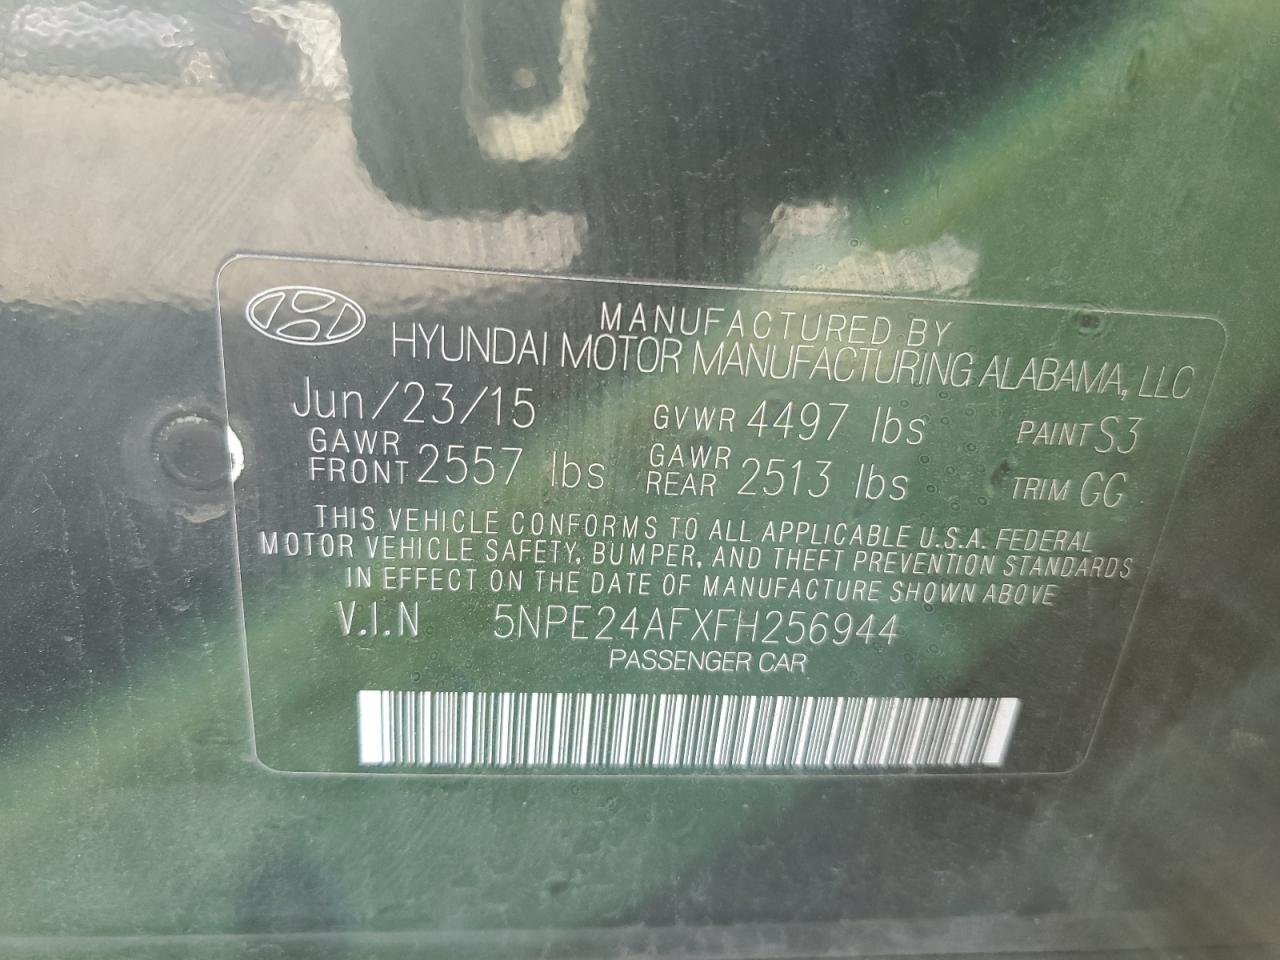 MANUFACTURED BY
HYUNDAI MOTOR MANUFACTURING ALABAMA, LLC
Jun/23/15 GVWR 4497 lbs PAINT S3
GAWR FRONT 2557 lbs GAWR REAR 2513 lbs TRIM GG
THIS VEHICLE CONFORMS TO ALL APPLICABLE U.S.A. FEDERAL
MOTOR VEHICLE SAFETY, BUMPER, AND THEFT PREVENTION STANDARDS
IN EFFECT ON THE DATE OF MANUFACTURE SHOWN ABOVE
V.I.N 5NPE24AFXFH256944
PASSENGER CAR